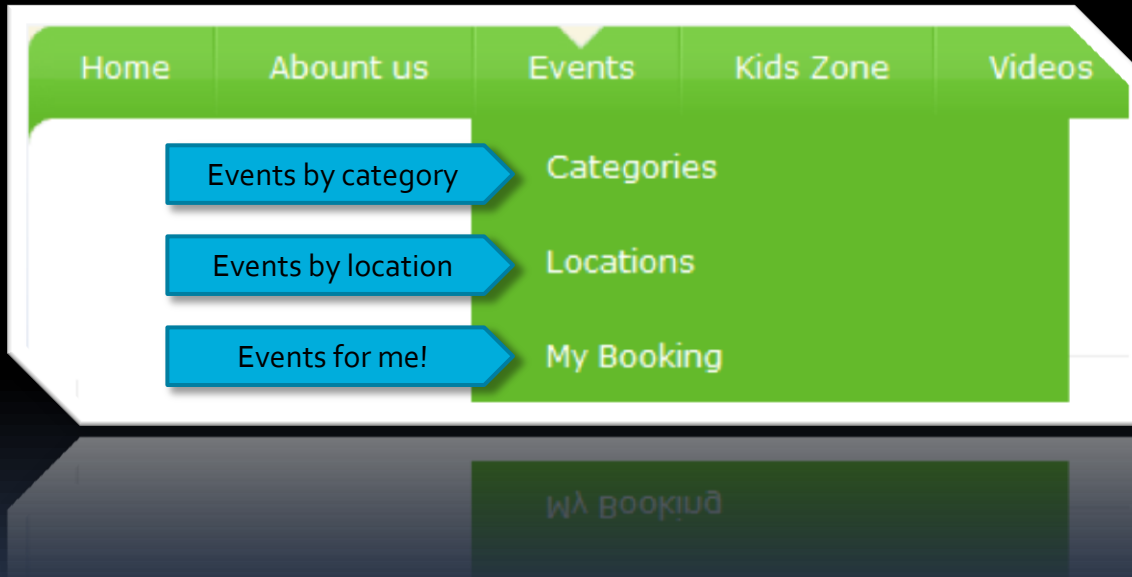 Home Abount us Events Kids Zone Videos
Events by category Categories
Events by location Locations
Events for me! My Booking
My Booking